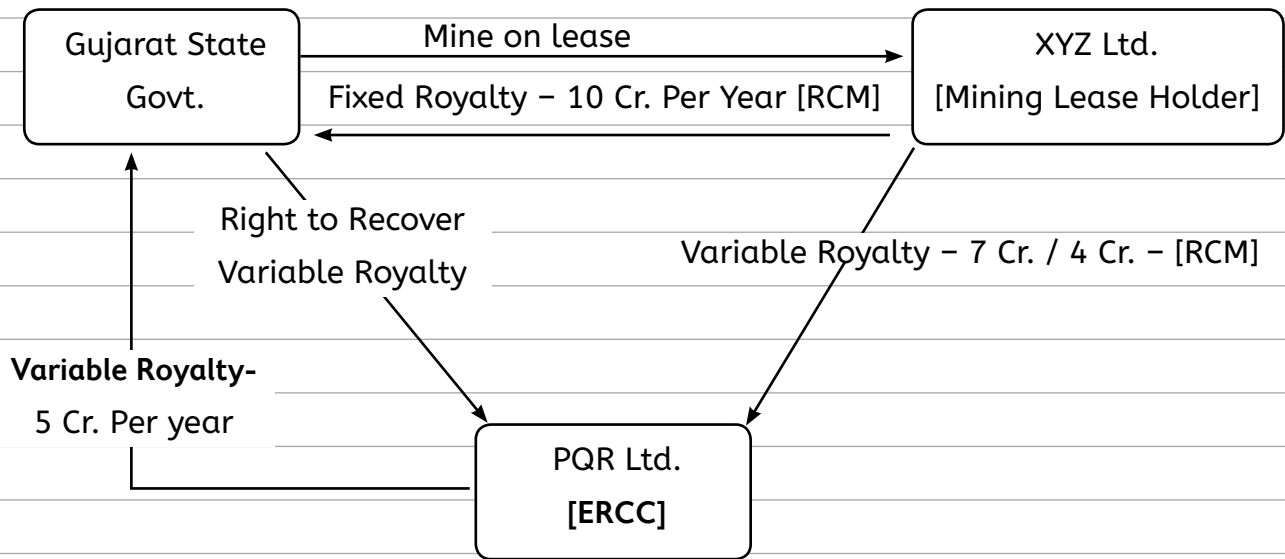 Gujarat State
Govt.
Mine on lease
Fixed Royalty – 10 Cr. Per Year [RCM]
XYZ Ltd.
[Mining Lease Holder]
Right to Recover
Variable Royalty
Variable Royalty – 7 Cr. / 4 Cr. – [RCM]
Variable Royalty-
5 Cr. Per year
PQR Ltd.
[ERCC]